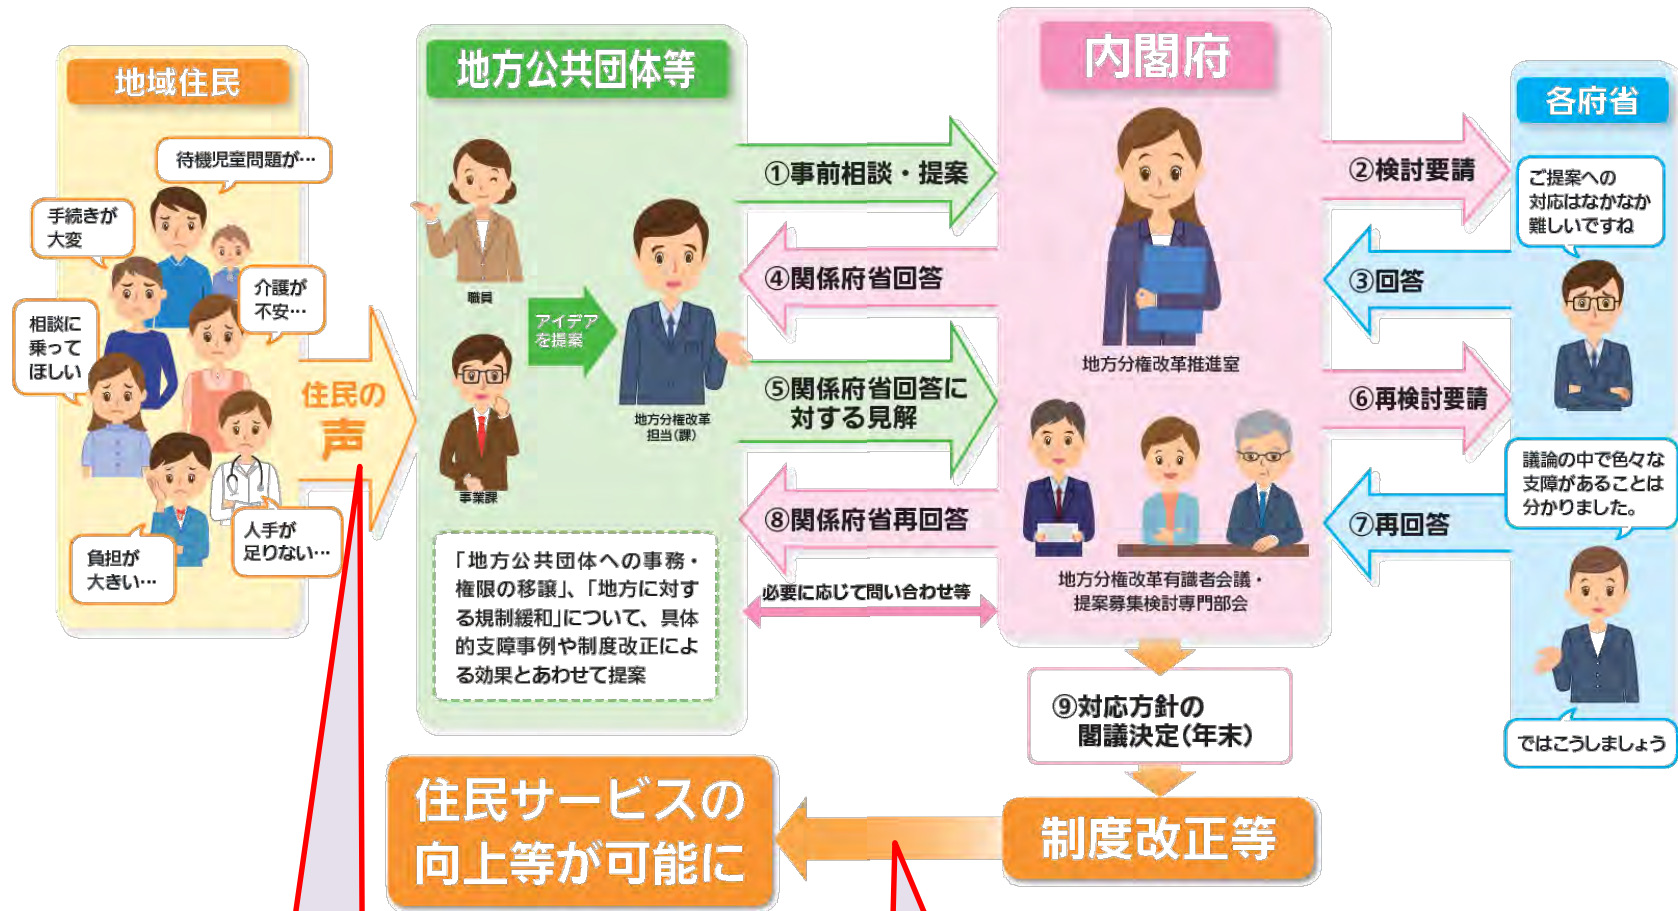 地域住民
待機児童問題が…
手続きが
大変
介護が
不安…
相談に
乗って
ほしい
負担が
大きい…
人手が
足りない…
住民の
声
地方公共団体等
職員
アイデア
を提案
事業課
地方分権改革
担当(課)
「地方公共団体への事務・
権限の移譲」、「地方に対す
る規制緩和」について、具体
的支障事例や制度改正によ
る効果とあわせて提案
①事前相談・提案
④関係府省回答
⑤関係府省回答に
対する見解
⑧関係府省再回答
必要に応じて問い合わせ等
内閣府
地方分権改革推進室
地方分権改革有識者会議・
提案募集検討専門部会
②検討要請
③回答
⑥再検討要請
⑦再回答
各府省
ご提案への
対応はなかなか
難しいですね
議論の中で色々な
支障があることは
分かりました。
ではこうしましょう
⑨対応方針の
閣議決定(年末)
制度改正等
住民サービスの
向上等が可能に